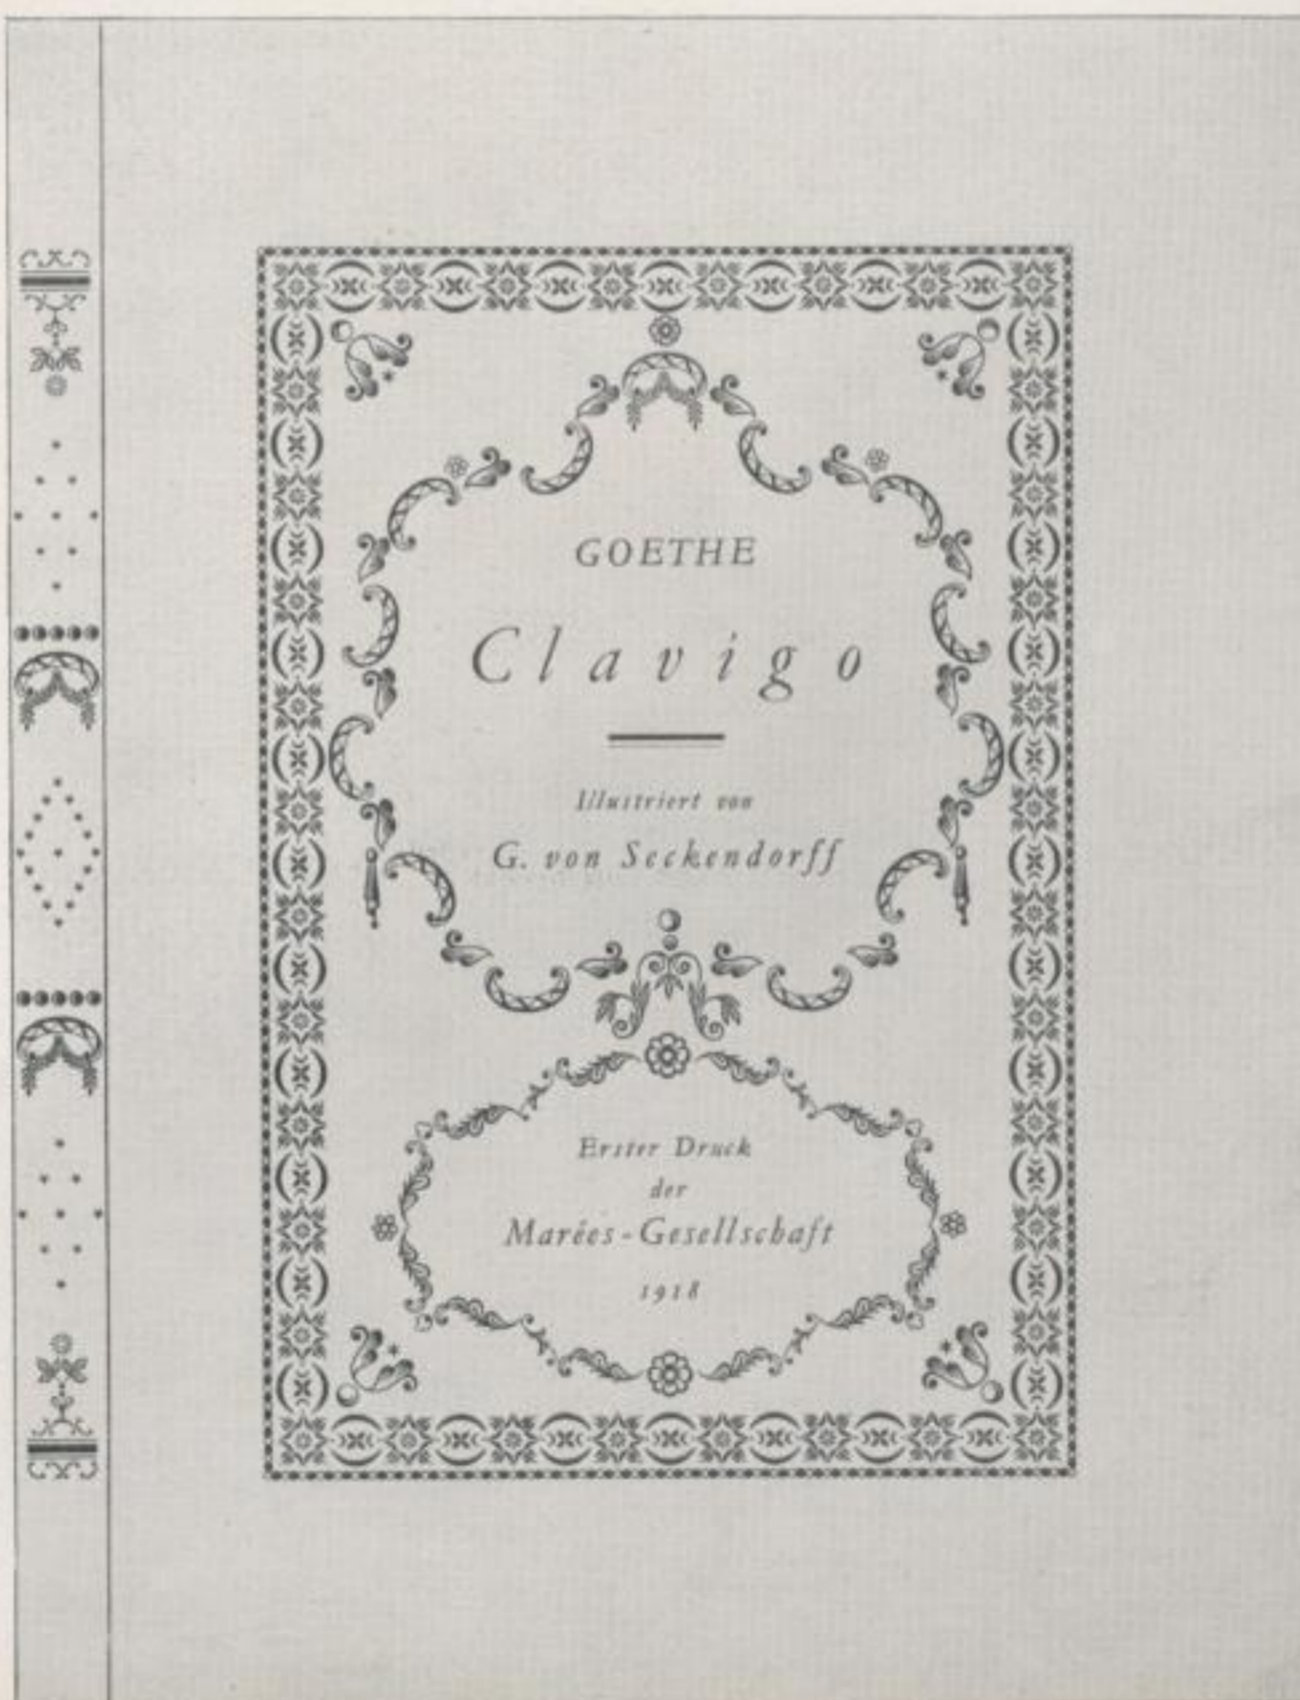 GOETHE
Clavigo
Illustriert von
G. von Seckendorff
Erster Druck
der
Marées-Gesellschaft
1918